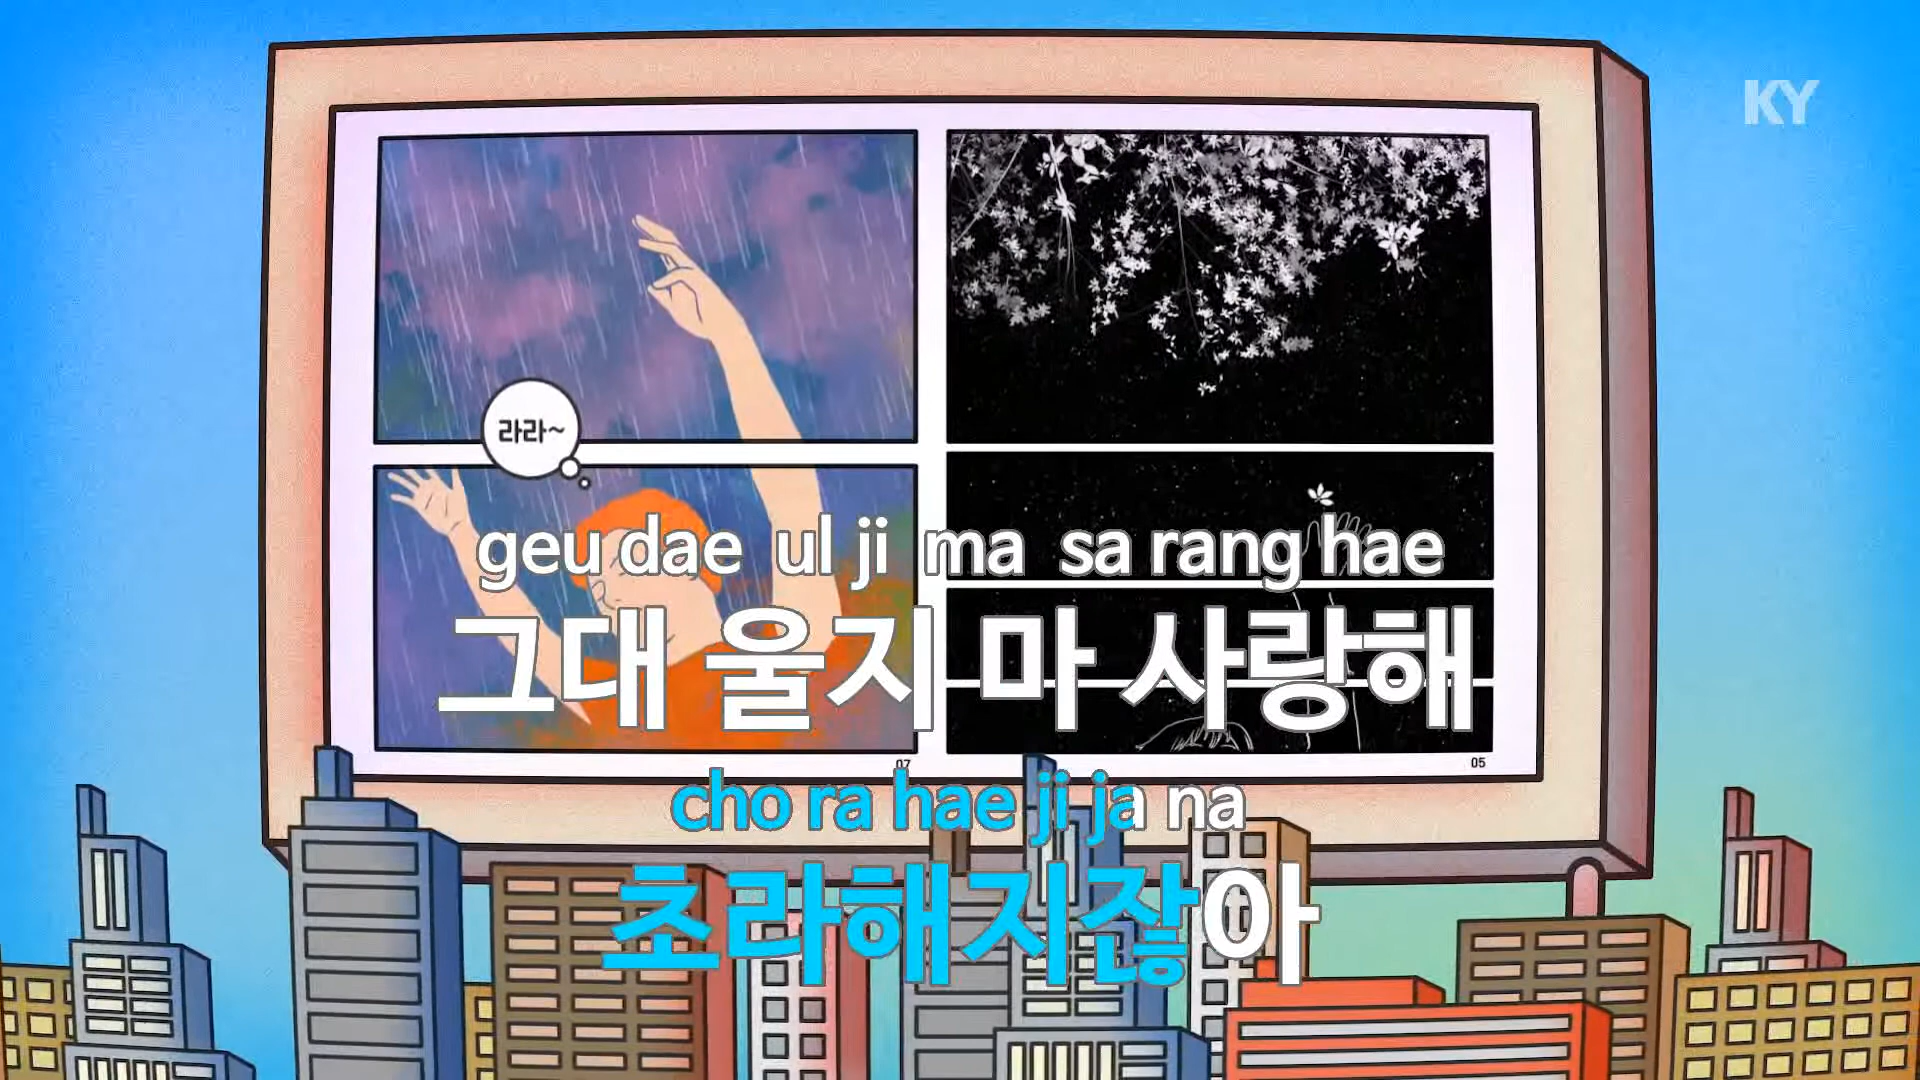 KY
라라~
geu dae ul ji ma sa rang hae
그대 울지 마 사랑해
07
05
cho ra hae ji ja na
초라해지잖아